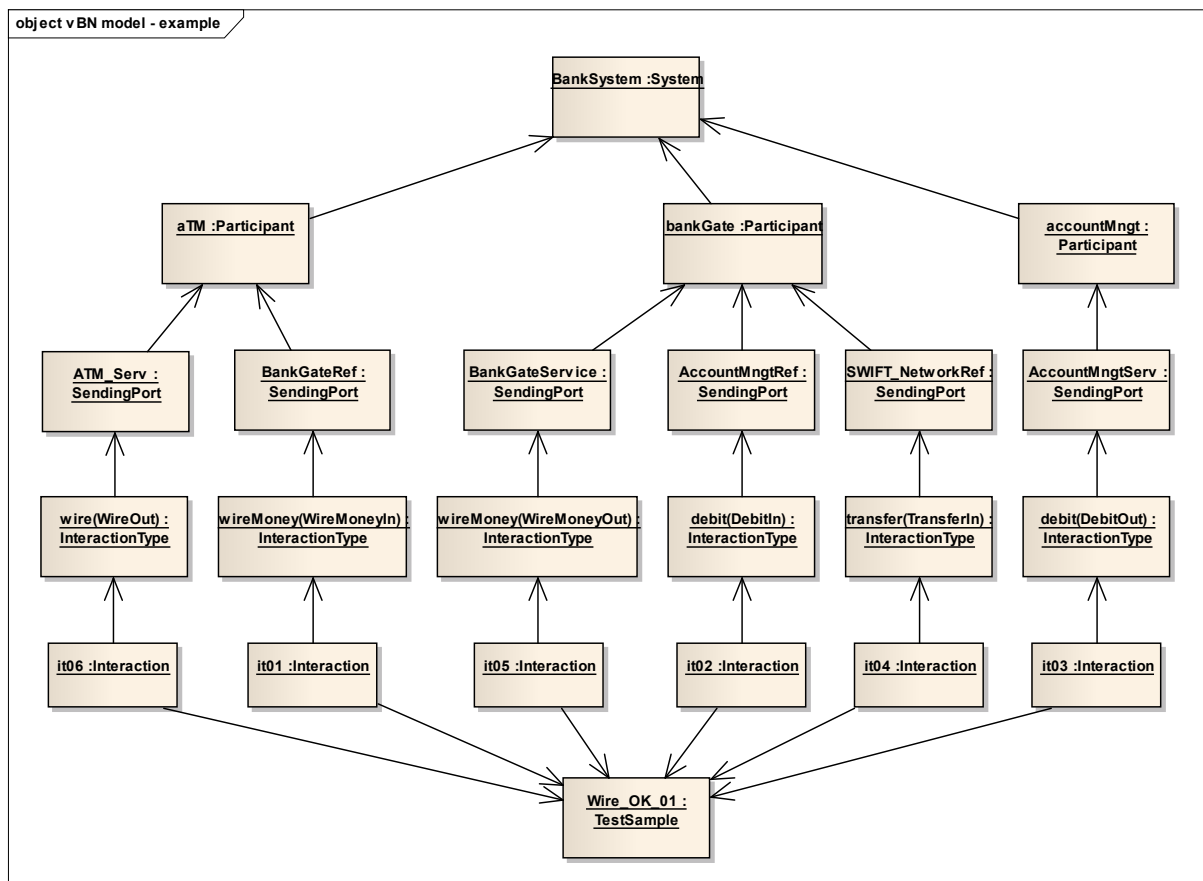 object vBN model - example
BankSystem :System
aTM :Participant
bankGate :Participant
accountMngt :
Participant
ATM_Serv :
SendingPort
BankGateRef :
SendingPort
BankGateService :
SendingPort
AccountMngtRef :
SendingPort
SWIFT_NetworkRef :
SendingPort
AccountMngtServ :
SendingPort
wire(WireOut) :
InteractionType
wireMoney(WireMoneyIn) :
InteractionType
wireMoney(WireMoneyOut) :
InteractionType
debit(DebitIn) :
InteractionType
transfer(TransferIn) :
InteractionType
debit(DebitOut) :
InteractionType
it06 :Interaction
it01 :Interaction
it05 :Interaction
it02 :Interaction
it04 :Interaction
it03 :Interaction
Wire_OK_01 :
TestSample